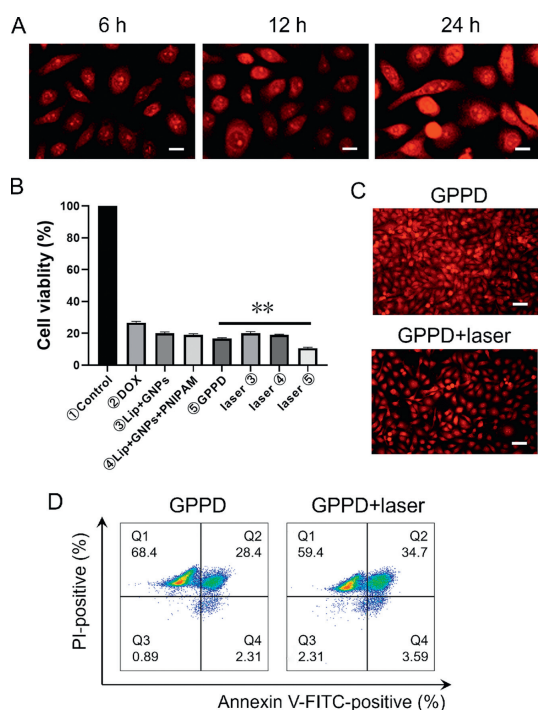 A
6 h
12 h
24 h
B
Cell viablity (%)
100
80
60
40
20
0
**
①Control
②DOX
③Lip+GNPs
④Lip+GNPs+PNIPAM
⑤GPPD
laser ③
laser ④
laser ⑤
C
GPPD
GPPD+laser
D
GPPD
GPPD+laser
PI-positive (%)
Q1
68.4
Q2
28.4
Q3
0.89
Q4
2.31
Q1
59.4
Q2
34.7
Q3
2.31
Q4
3.59
Annexin V-FITC-positive (%)